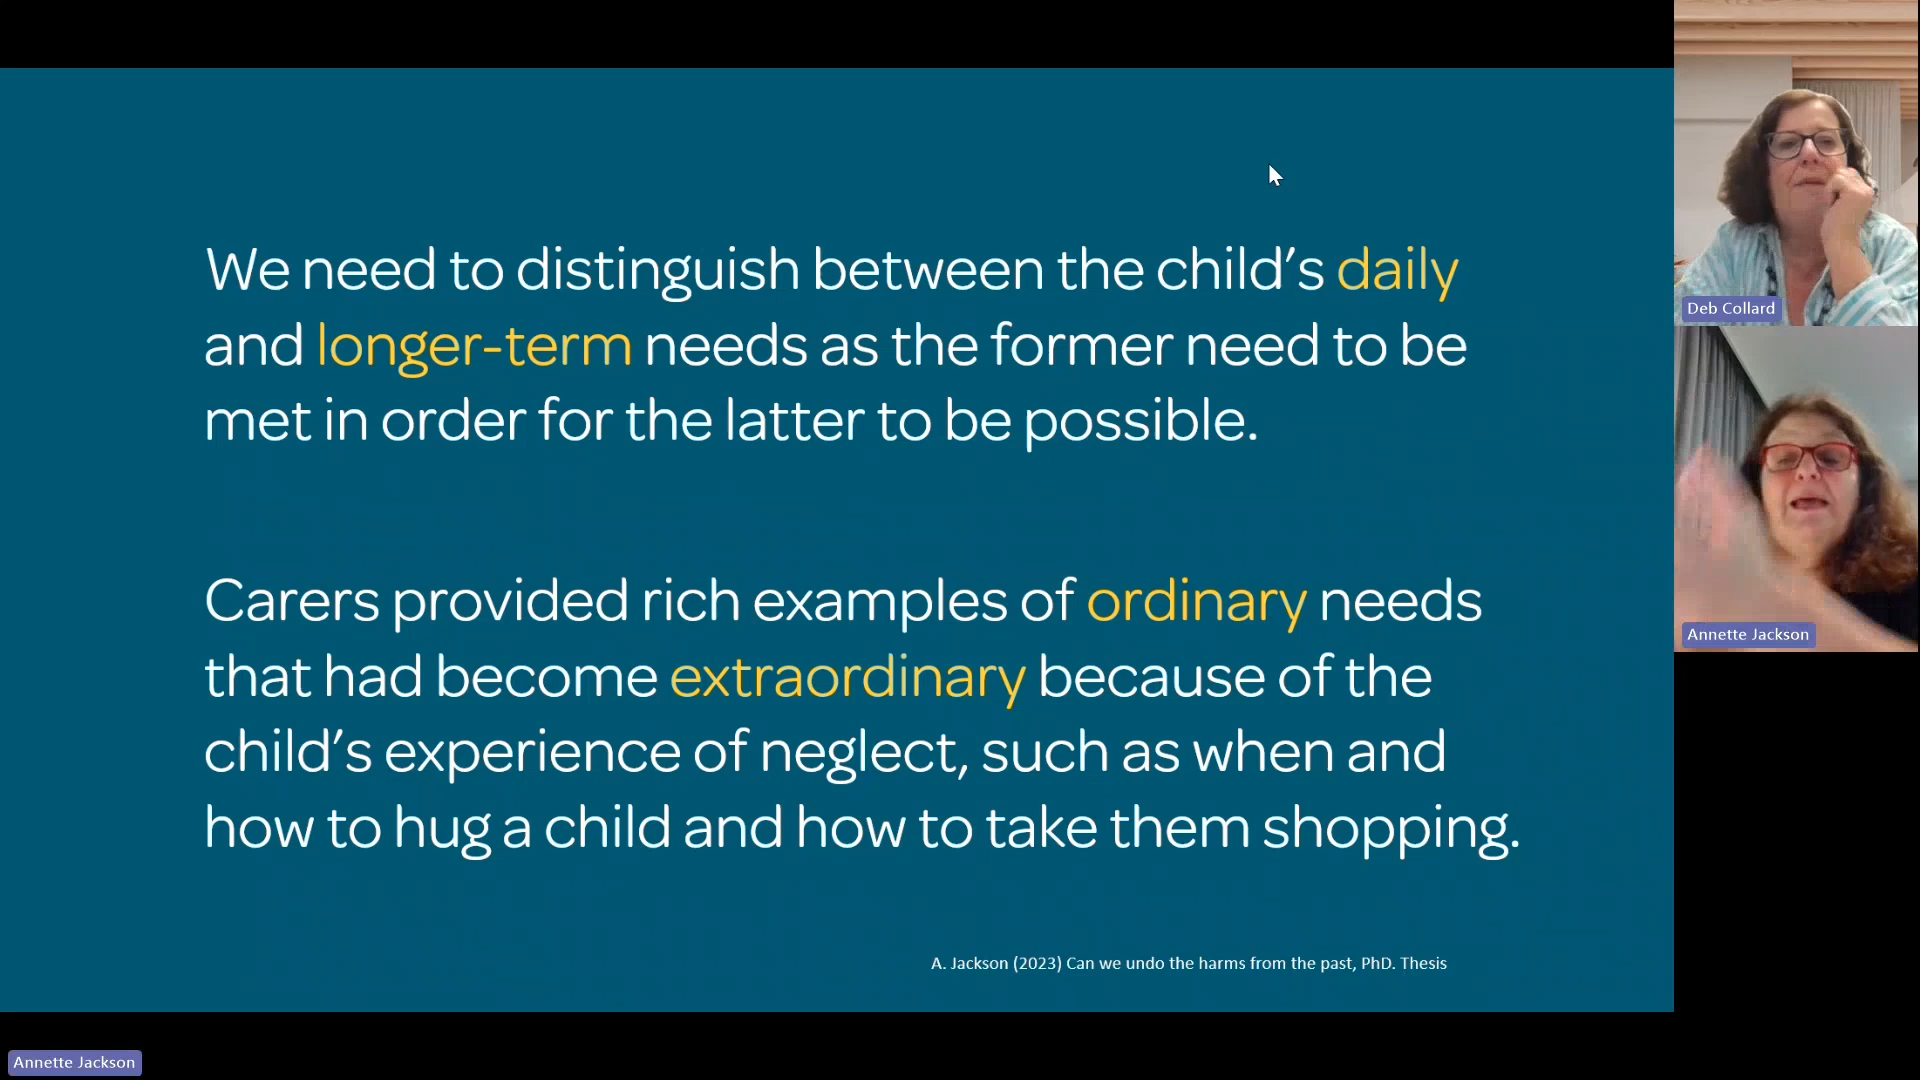 We need to distinguish between the child's daily
and longer-term needs as the former need to be
met in order for the latter to be possible.
Carers provided rich examples of ordinary needs
that had become extraordinary because of the
child's experience of neglect, such as when and
how to hug a child and how to take them shopping.
A. Jackson (2023) Can we undo the harms from the past, PhD. Thesis
Deb Collard
Annette Jackson
Annette Jackson